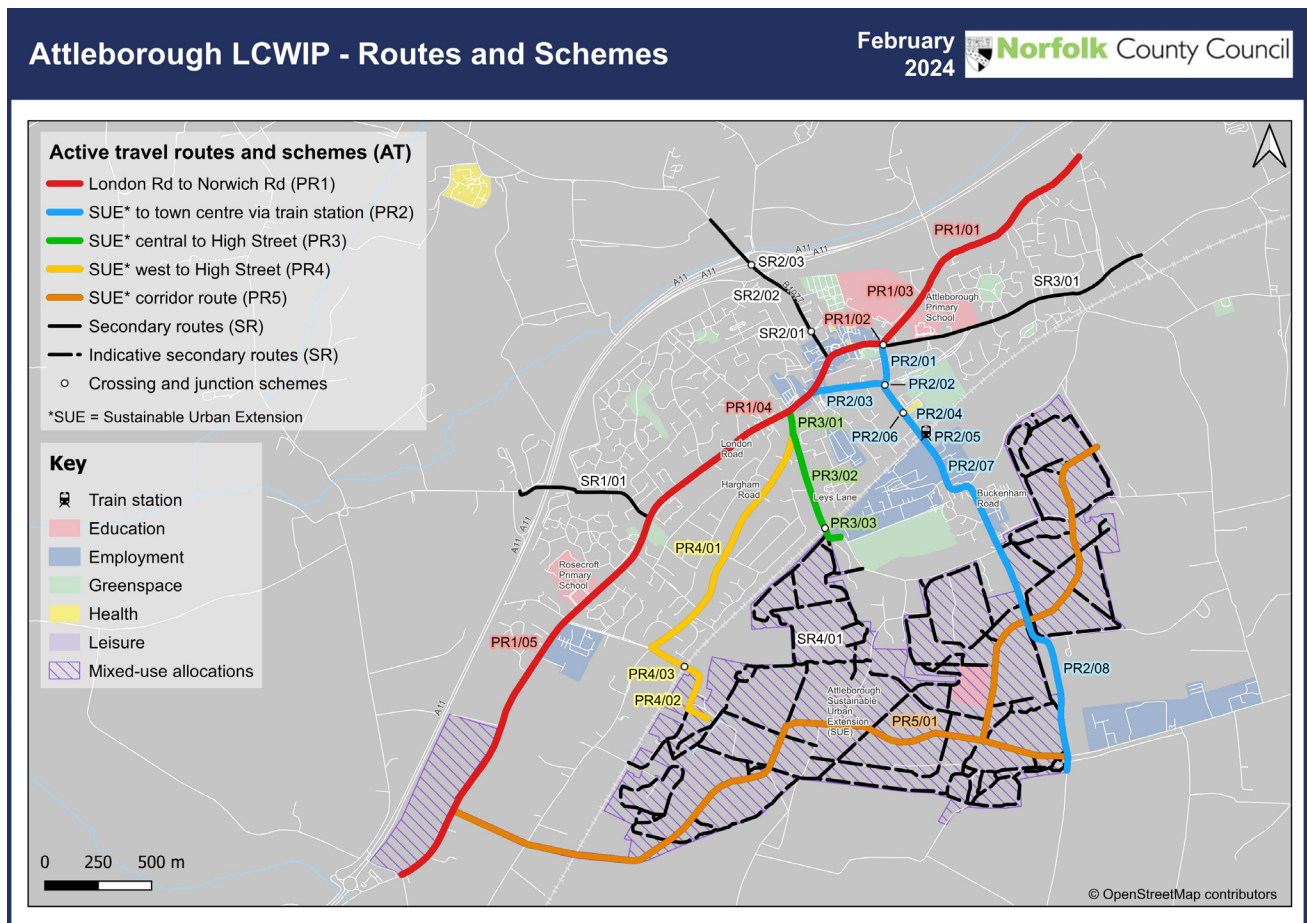 Attleborough LCWIP - Routes and Schemes
February
2024
Norfolk County Council
Active travel routes and schemes (AT)
London Rd to Norwich Rd (PR1)
SUE* to town centre via train station (PR2)
SUE* central to High Street (PR3)
SUE* west to High Street (PR4)
SUE* corridor route (PR5)
Secondary routes (SR)
Indicative secondary routes (SR)
Crossing and junction schemes
*SUE = Sustainable Urban Extension
Key
Train station
Education
Employment
Greenspace
Health
Leisure
Mixed-use allocations
0 250 500 m
PR1/01
A11
A11
SR2/03
A11
A11
SR3/01
SR2/02
B1077
PR1/03
Attleborough
Primary
School
PR1/02
SR2/01
PR2/01
PR2/02
PR2/03
PR1/04
PR2/04
PR3/01
PR2/06
PR2/05
London
Road
PR2/07
PR3/02
SR1/01
Hargham
Road
Leys Lane
Buckenham
Road
PR3/03
A11
A11
PR4/01
Rosecroft
Primary
School
SR4/01
PR1/05
PR2/08
PR4/03
PR4/02
Attleborough
Sustainable
Urban
Extension
(SUE)
PR5/01
A11
© OpenStreetMap contributors